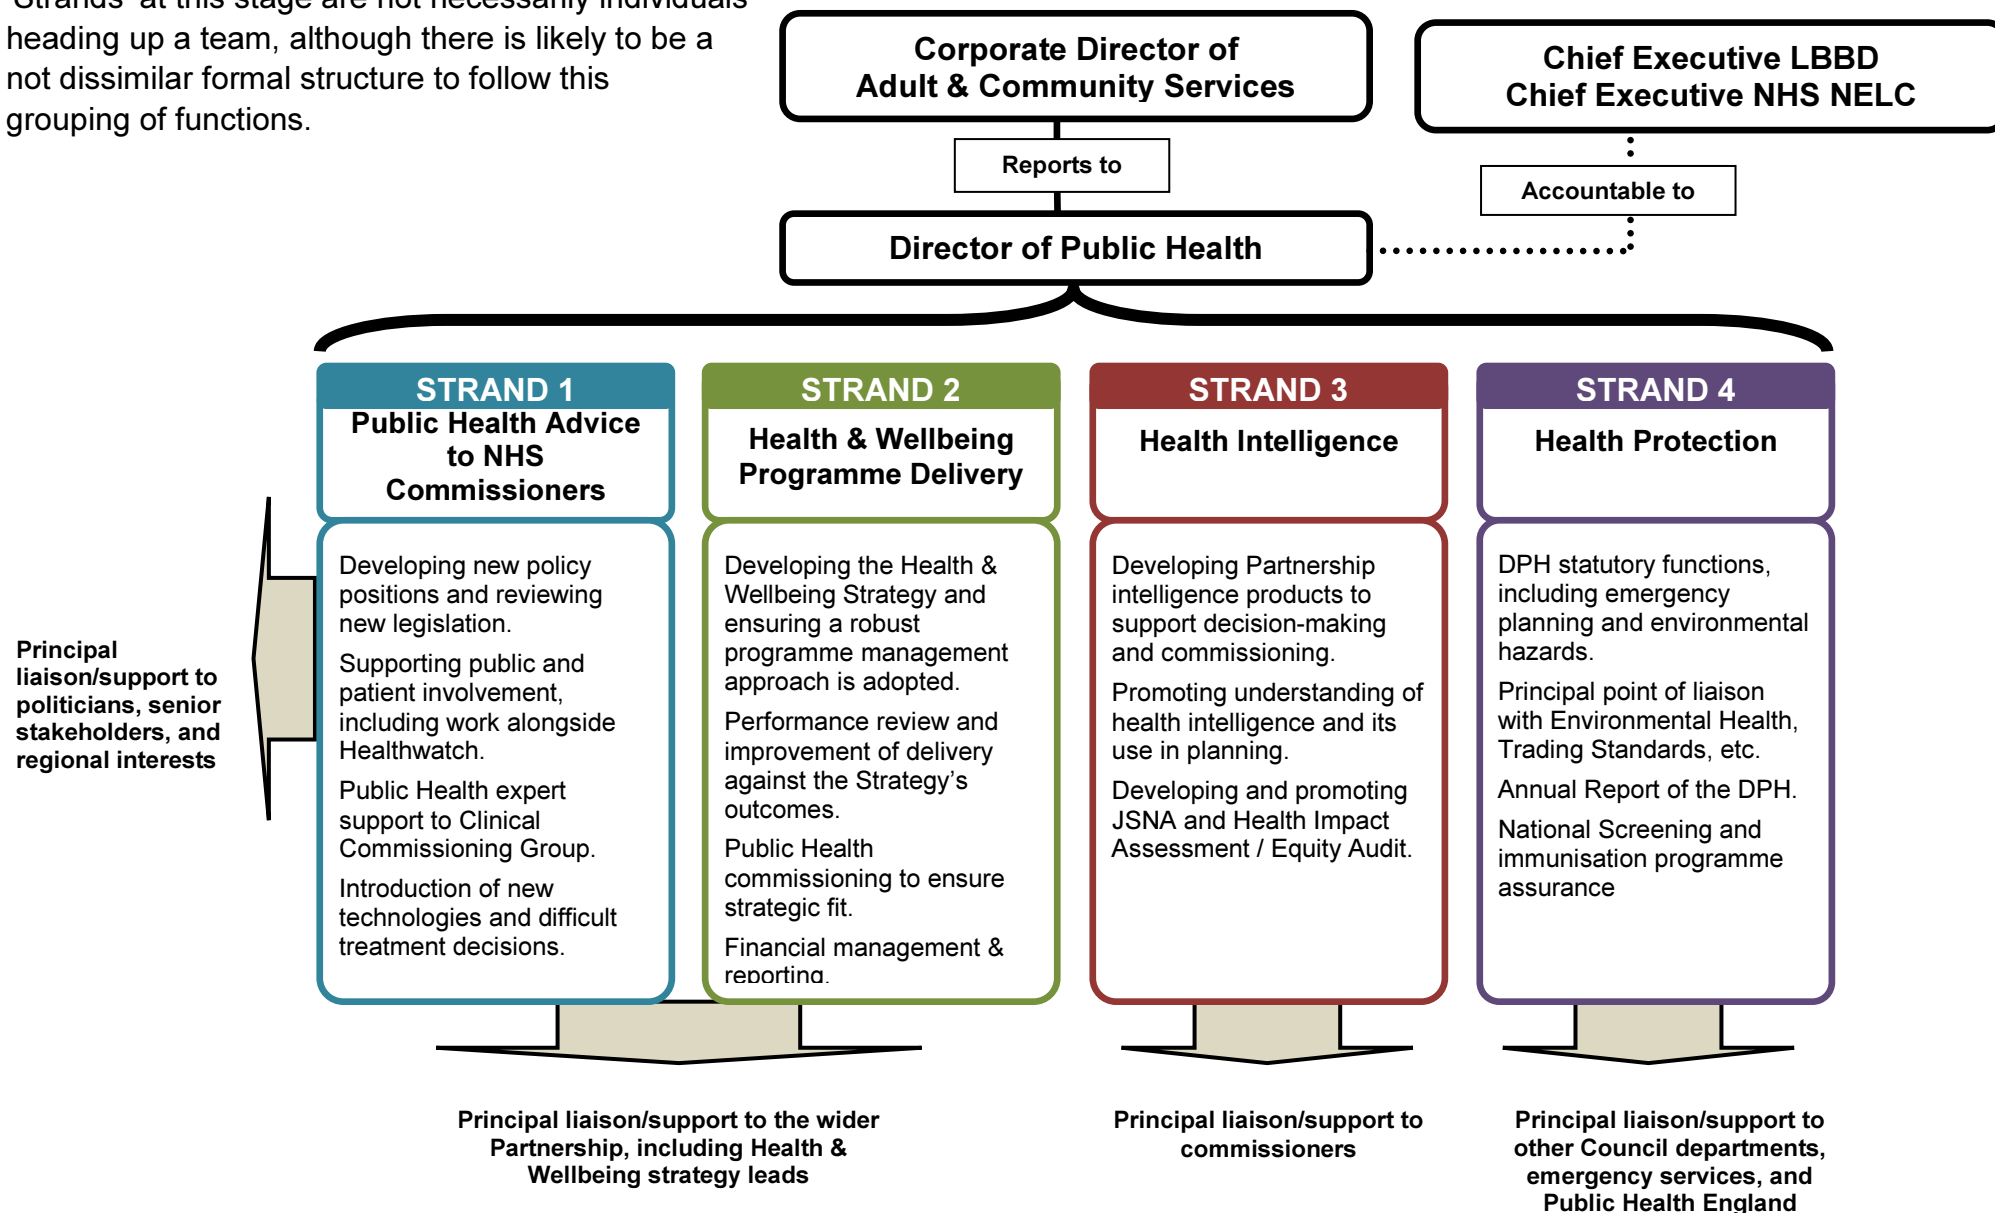 'Strands' at this stage are not necessarily individuals
heading up a team, although there is likely to be a
not dissimilar formal structure to follow this
grouping of functions.
Corporate Director of
Adult & Community Services
Chief Executive LBBD
Chief Executive NHS NELC
Reports to
Accountable to
Director of Public Health
STRAND 1
Public Health Advice
to NHS
Commissioners
Developing new policy
positions and reviewing
new legislation.
Supporting public and
patient involvement,
including work alongside
Healthwatch.
Public Health expert
support to Clinical
Commissioning Group.
Introduction of new
technologies and difficult
treatment decisions.
STRAND 2
Health & Wellbeing
Programme Delivery
Developing the Health &
Wellbeing Strategy and
ensuring a robust
programme management
approach is adopted.
Performance review and
improvement of delivery
against the Strategy's
outcomes.
Public Health
commissioning to ensure
strategic fit.
Financial management &
reporting.
STRAND 3
Health Intelligence
Developing Partnership
intelligence products to
support decision-making
and commissioning.
Promoting understanding of
health intelligence and its
use in planning.
Developing and promoting
JSNA and Health Impact
Assessment / Equity Audit.
STRAND 4
Health Protection
DPH statutory functions,
including emergency
planning and environmental
hazards.
Principal point of liaison
with Environmental Health,
Trading Standards, etc.
Annual Report of the DPH.
National Screening and
immunisation programme
assurance
Principal
liaison/support to
politicians, senior
stakeholders, and
regional interests
Principal liaison/support to the wider
Partnership, including Health &
Wellbeing strategy leads
Principal liaison/support to
commissioners
Principal liaison/support to
other Council departments,
emergency services, and
Public Health England